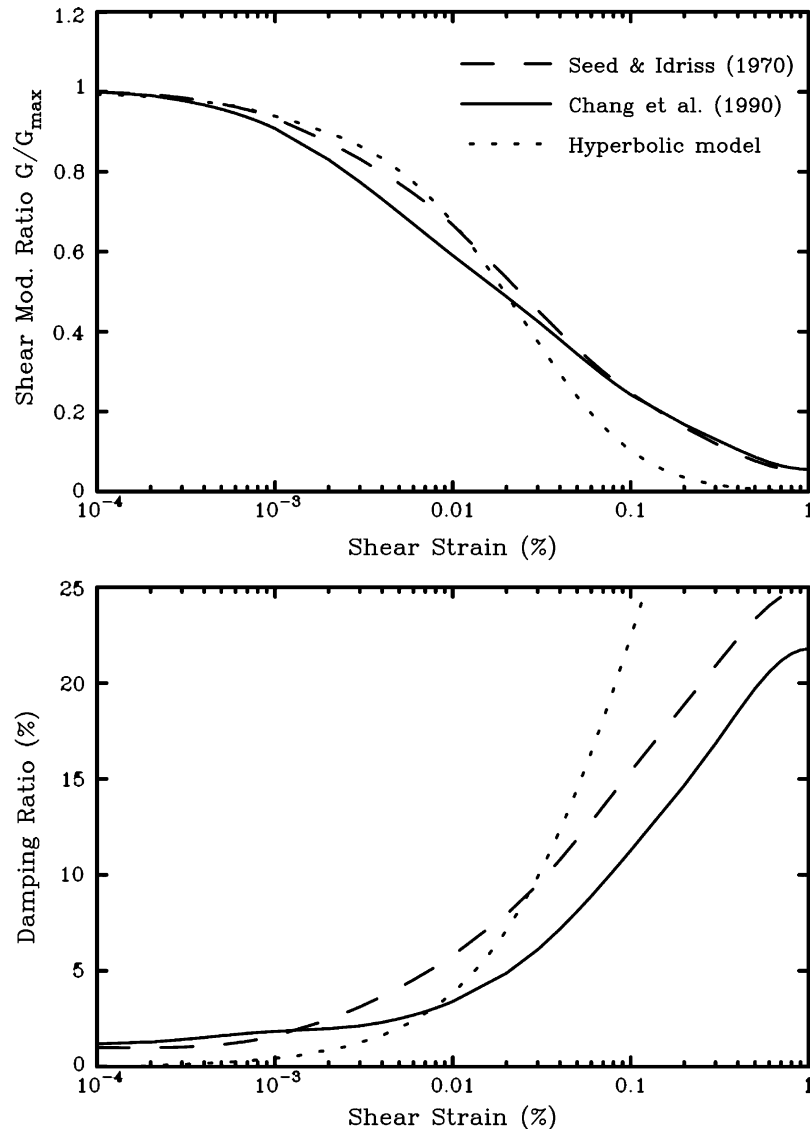 1.2
1
0.8
0.6
0.4
0.2
0
Shear Mod. Ratio G/G_max
Seed & Idriss (1970)
Chang et al. (1990)
Hyperbolic model
10⁻⁴ 10⁻³ 0.01 0.1 1
Shear Strain (%)
25
20
15
10
5
0
Damping Ratio (%)
10⁻⁴ 10⁻³ 0.01 0.1 1
Shear Strain (%)